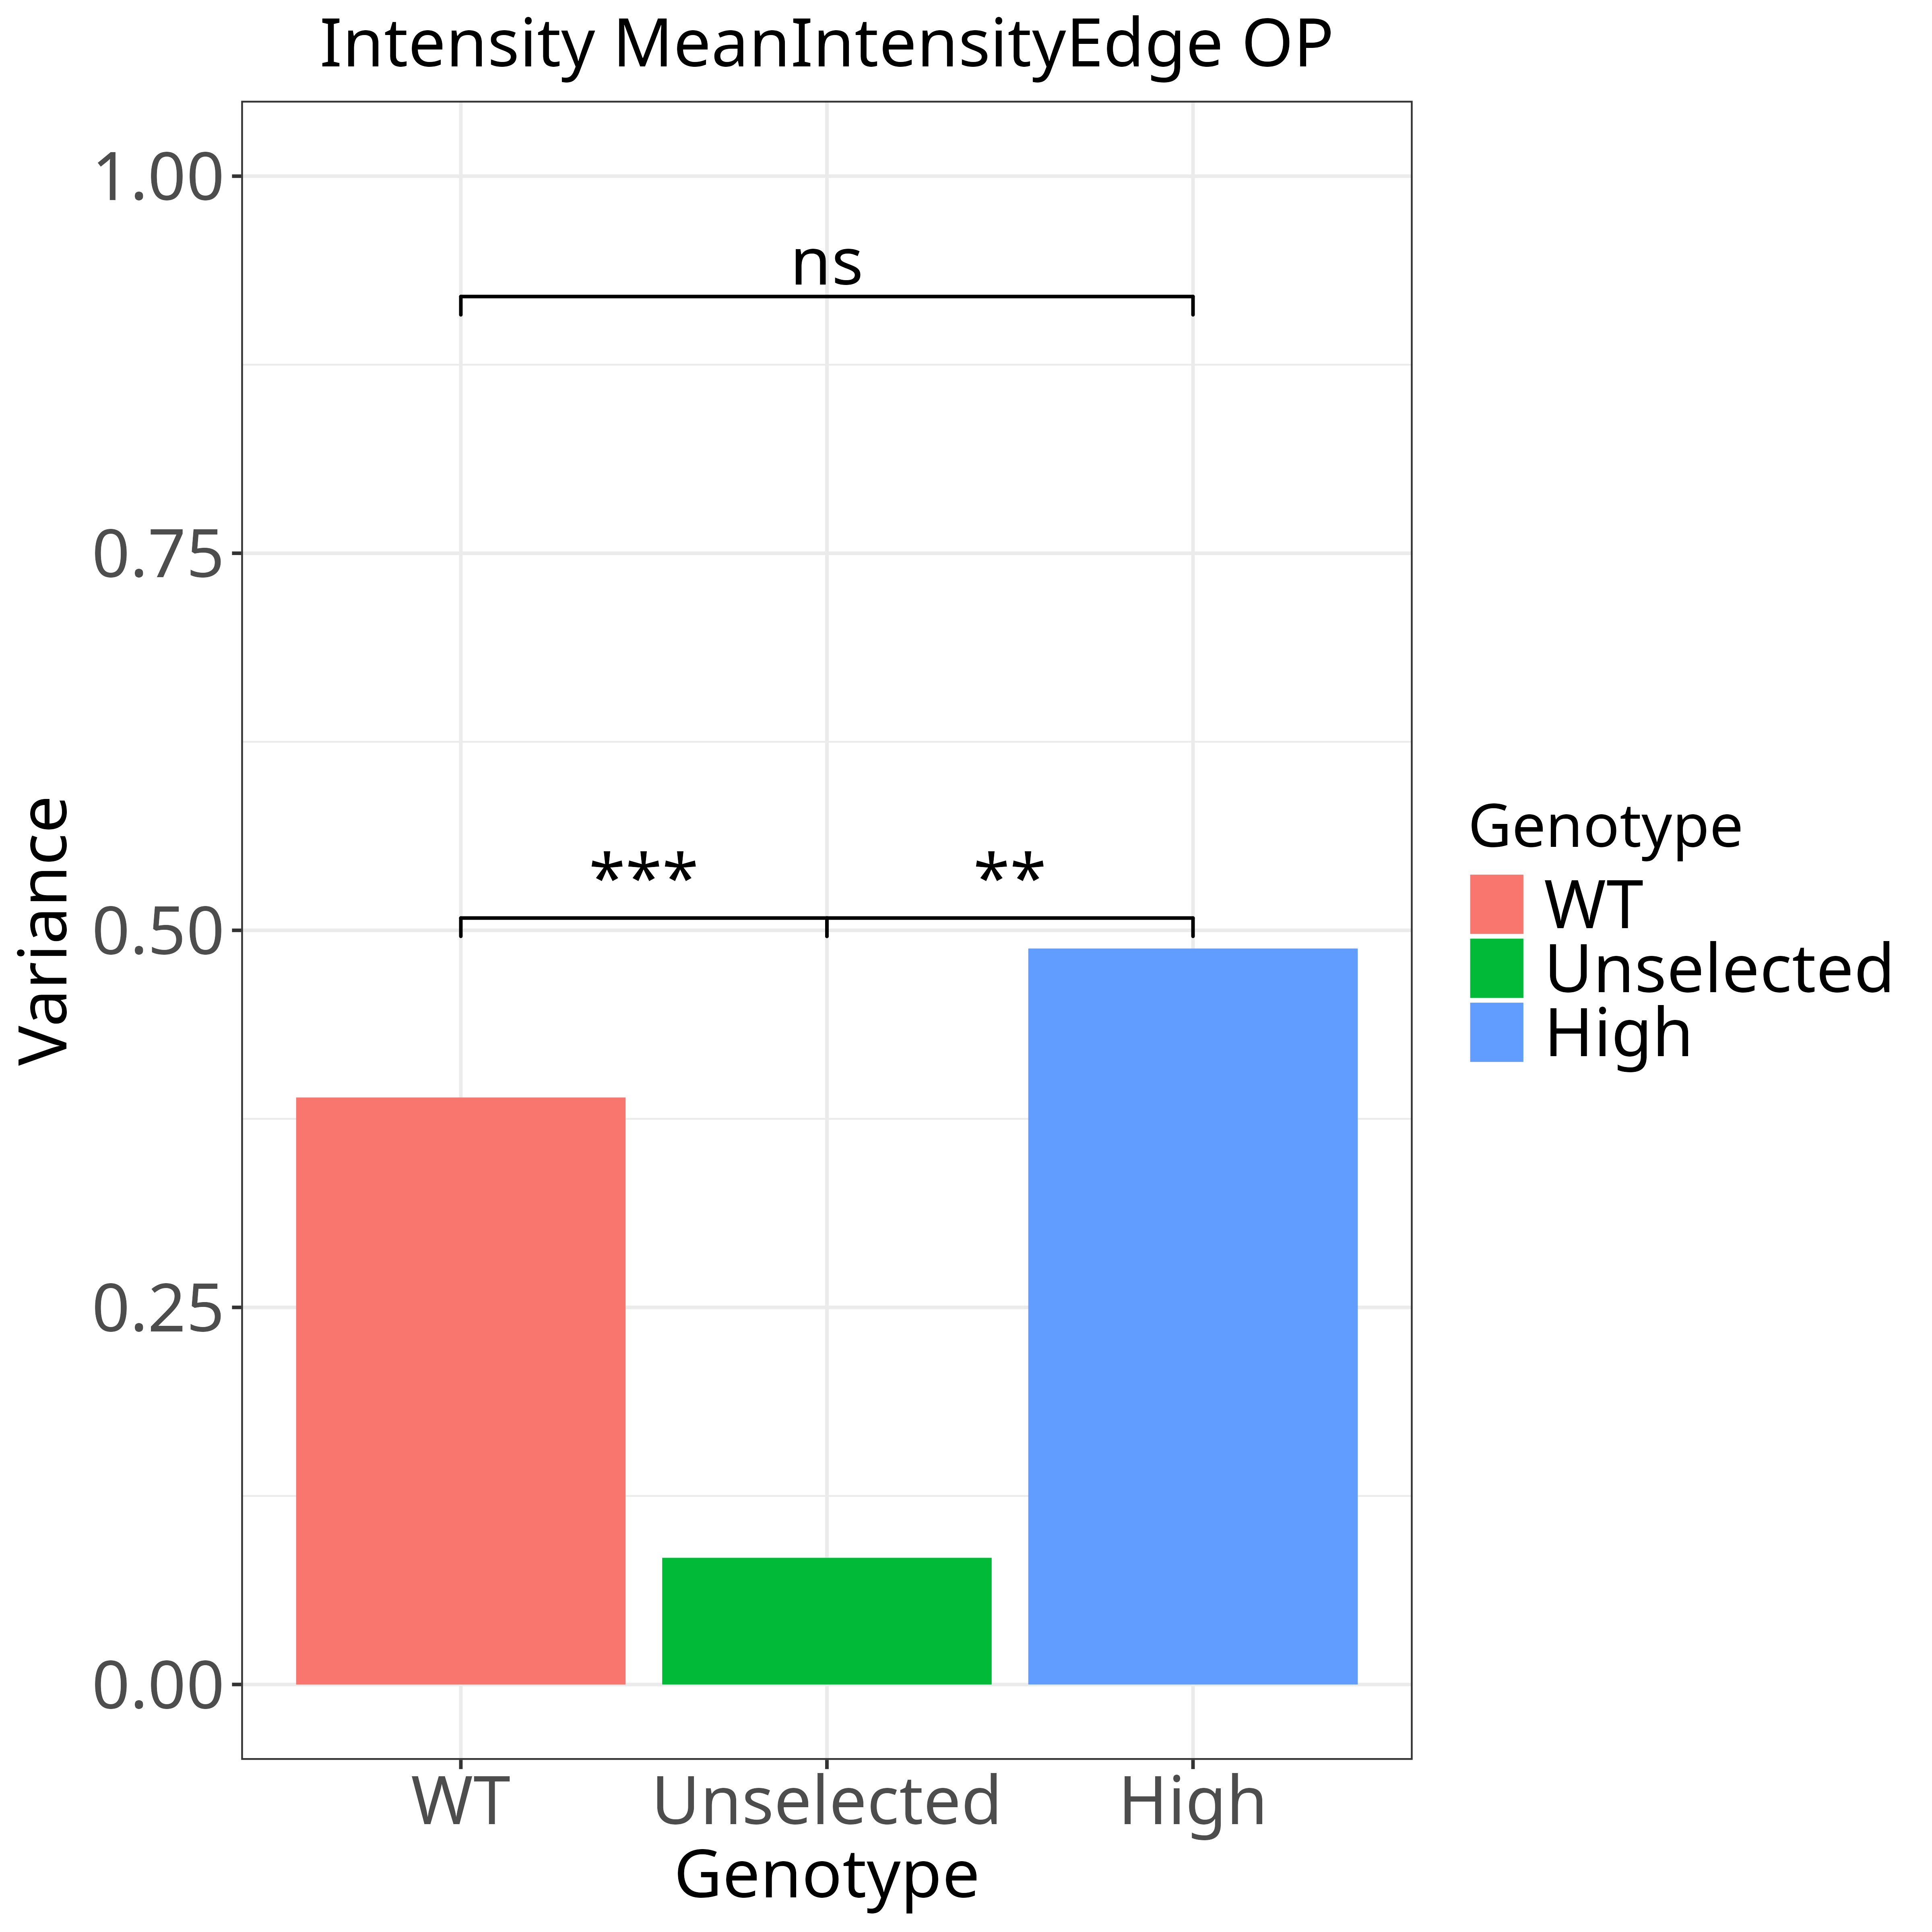 Intensity MeanIntensityEdge OP
1.00
ns
0.75
Variance
Genotype
*** **
WT
0.50
Unselected
High
0.25
0.00
WT Unselected High
Genotype